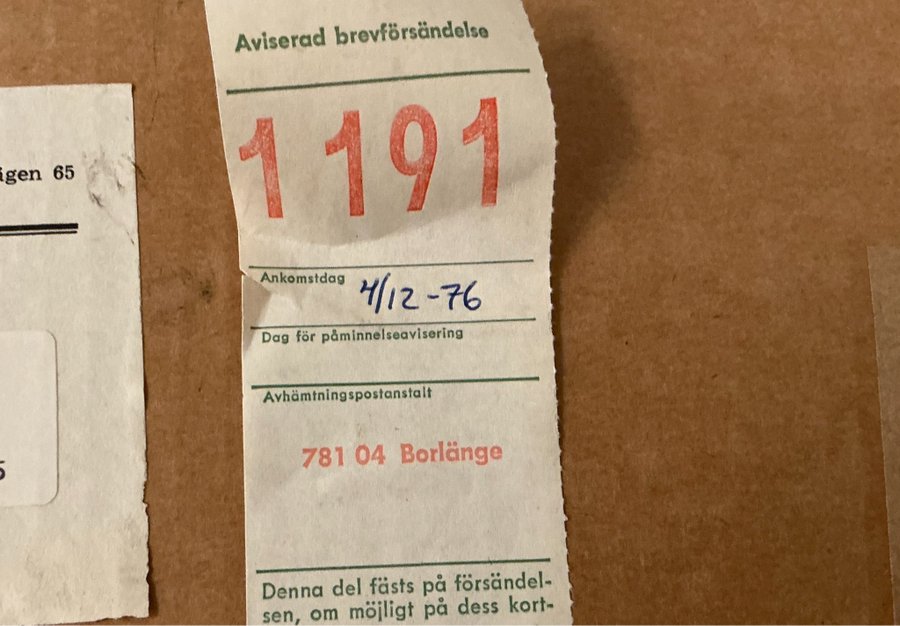 Aviserad brevförsändelse
1191
igen 65
Ankomstdag 4/12-76
Dag för påminnelseavisering
Avhämtningspostanstalt
781 04 Borlänge
5
Denna del fästs på försändel-
sen, om möjligt på dess kort-